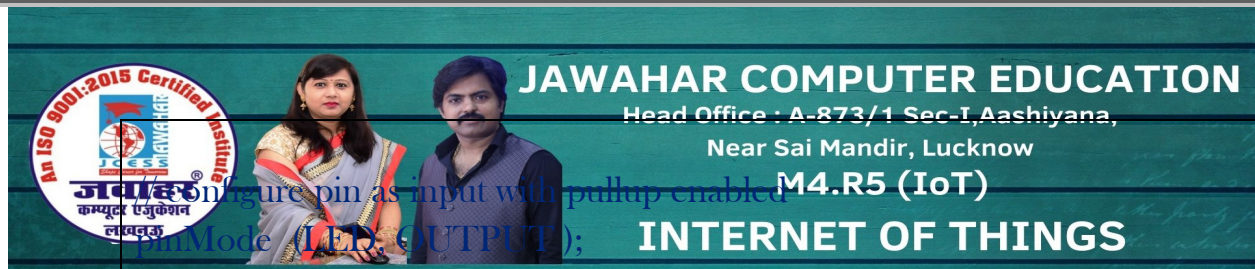 An ISO 9001:2015 Certified Institute
JAWAHAR
JCESS
जवाहर®
कम्प्यूटर एजुकेशन
लखनऊ
JAWAHAR COMPUTER EDUCATION
Head Office : A-873/1 Sec-I,Aashiyana,
Near Sai Mandir, Lucknow
M4.R5 (IoT)
INTERNET OF THINGS
// configure pin as input with pullup enabled
pinMode (LED, OUTPUT );